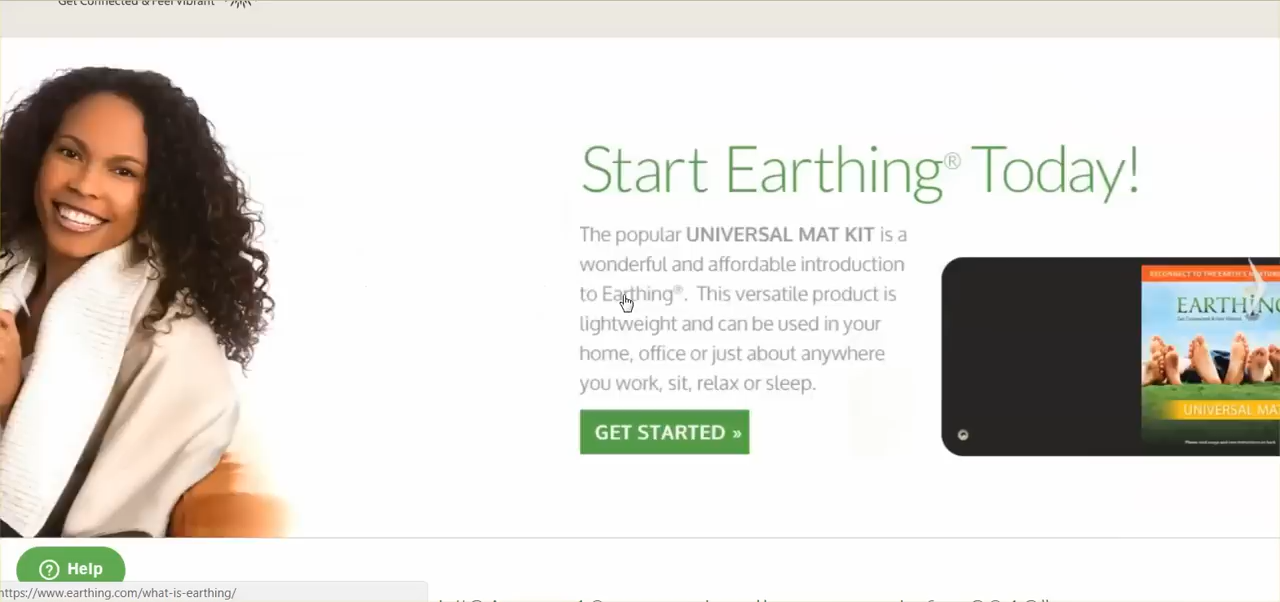 Get Connected & Feel Vibrant
Start Earthing® Today!
The popular UNIVERSAL MAT KIT is a
wonderful and affordable introduction
to Earthing®. This versatile product is
lightweight and can be used in your
home, office or just about anywhere
you work, sit, relax or sleep.
GET STARTED »
RECONNECT TO THE EARTH'S
EARTHING
UNIVERSAL MA
Help
https://www.earthing.com/what-is-earthing/